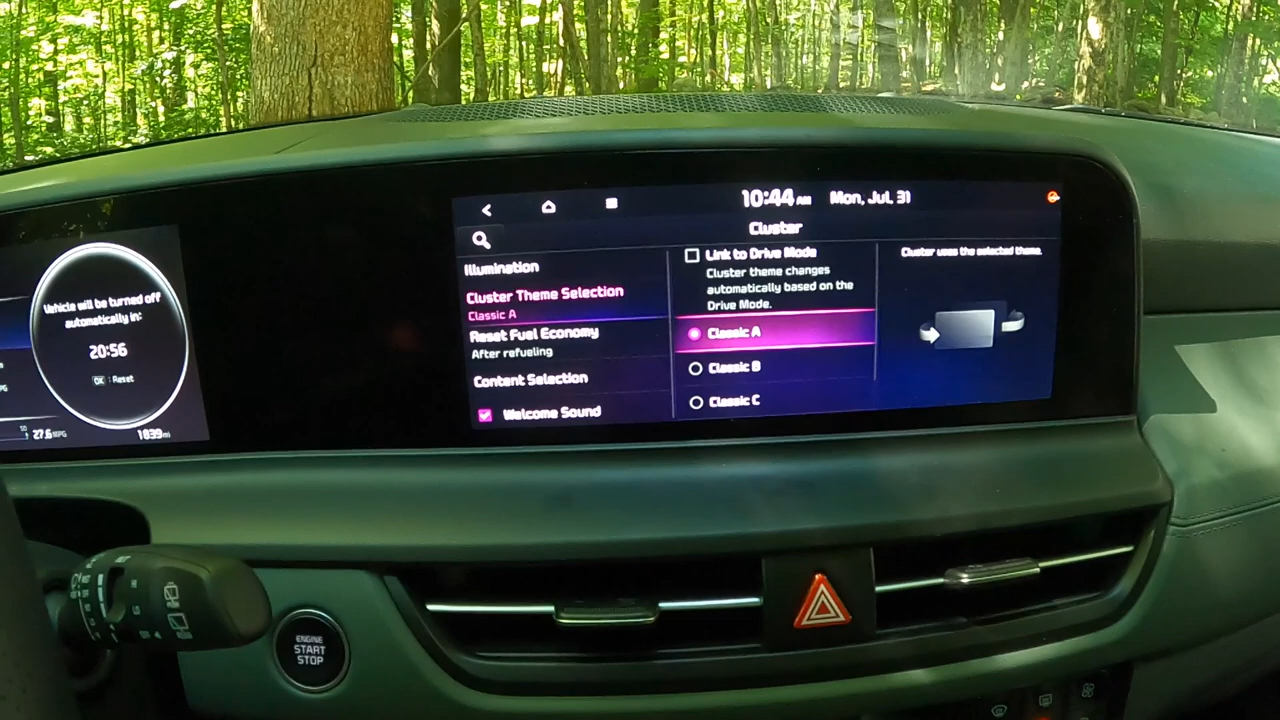 10:44 AM Mon, Jul. 31
Cluster
Illumination
Cluster Theme Selection
Classic A
Reset Fuel Economy
After refueling
Content Selection
Welcome Sound
Link to Drive Mode
Cluster theme changes
automatically based on the
Drive Mode.
Classic A
Classic B
Classic C
Cluster uses the selected theme.
Vehicle will be turned off
automatically in:
20:56
OK : Reset
27.6 MPG
1839 mi
ENGINE
START
STOP